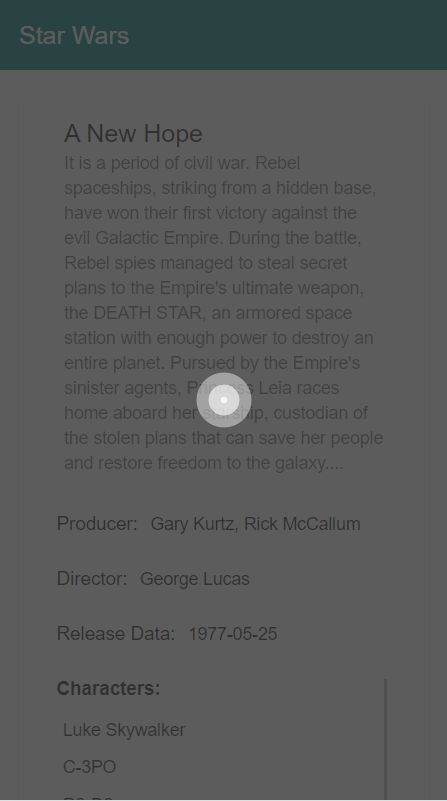 Star Wars
A New Hope
It is a period of civil war. Rebel
spaceships, striking from a hidden base,
have won their first victory against the
evil Galactic Empire. During the battle,
Rebel spies managed to steal secret
plans to the Empire's ultimate weapon,
the DEATH STAR, an armored space
station with enough power to destroy an
entire planet. Pursued by the Empire's
sinister agents, Princess Leia races
home aboard her starship, custodian of
the stolen plans that can save her people
and restore freedom to the galaxy....
Producer: Gary Kurtz, Rick McCallum
Director: George Lucas
Release Data: 1977-05-25
Characters:
Luke Skywalker
C-3PO